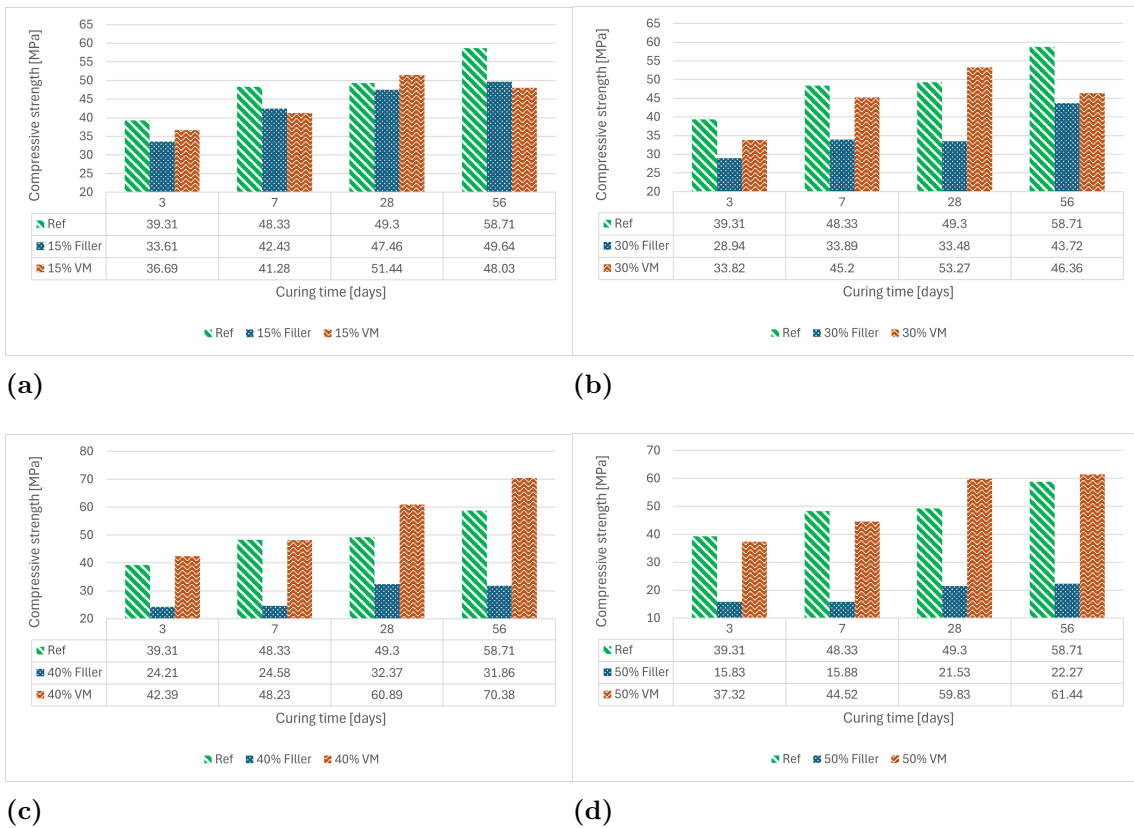 Compressive strength [MPa]
65
60
55
50
45
40
35
30
25
20
3 7 28 56
Ref 39.31 48.33 49.3 58.71
15% Filler 33.61 42.43 47.46 49.64
15% VM 36.69 41.28 51.44 48.03
Curing time [days]
Ref 15% Filler 15% VM
(a)
Compressive strength [MPa]
65
60
55
50
45
40
35
30
25
20
3 7 28 56
Ref 39.31 48.33 49.3 58.71
30% Filler 28.94 33.89 33.48 43.72
30% VM 33.82 45.2 53.27 46.36
Curing time [days]
Ref 30% Filler 30% VM
(b)
Compressive strength [MPa]
80
70
60
50
40
30
20
3 7 28 56
Ref 39.31 48.33 49.3 58.71
40% FIller 24.21 24.58 32.37 31.86
40% VM 42.39 48.23 60.89 70.38
Curing time [days]
Ref 40% FIller 40% VM
(c)
Compressive strength [MPa]
70
60
50
40
30
20
10
3 7 28 56
Ref 39.31 48.33 49.3 58.71
50% Filler 15.83 15.88 21.53 22.27
50% VM 37.32 44.52 59.83 61.44
Curing time [days]
Ref 50% Filler 50% VM
(d)